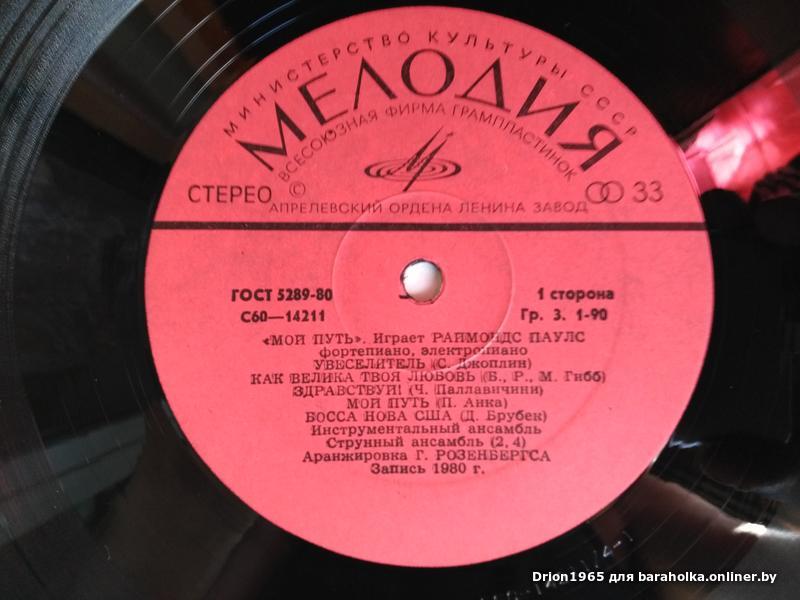 МИНИСТЕРСТВО КУЛЬТУРЫ СССР
МЕЛОДИЯ
ВСЕСОЮЗНАЯ ФИРМА ГРАМПЛАСТИНОК
СТЕРЕО © 33
АПРЕЛЕВСКИЙ ОРДЕНА ЛЕНИНА ЗАВОД
ГОСТ 5289-80 1 сторона
С60—14211 Гр. 3. 1-90
«МОЙ ПУТЬ». Играет РАЙМОНДС ПАУЛС
фортепиано, электропиано
УВЕСЕЛИТЕЛЬ (С. Джоплин)
КАК ВЕЛИКА ТВОЯ ЛЮБОВЬ (Б., Р., М. Гибб)
ЗДРАВСТВУЙ! (Ч. Паллавичини)
МОЙ ПУТЬ (П. Анка)
БОССА НОВА США (Д. Брубек)
Инструментальный ансамбль
Струнный ансамбль (2, 4)
Аранжировка Г. РОЗЕНБЕРГСА
Запись 1980 г.
Drion1965 для baraholka.onliner.by